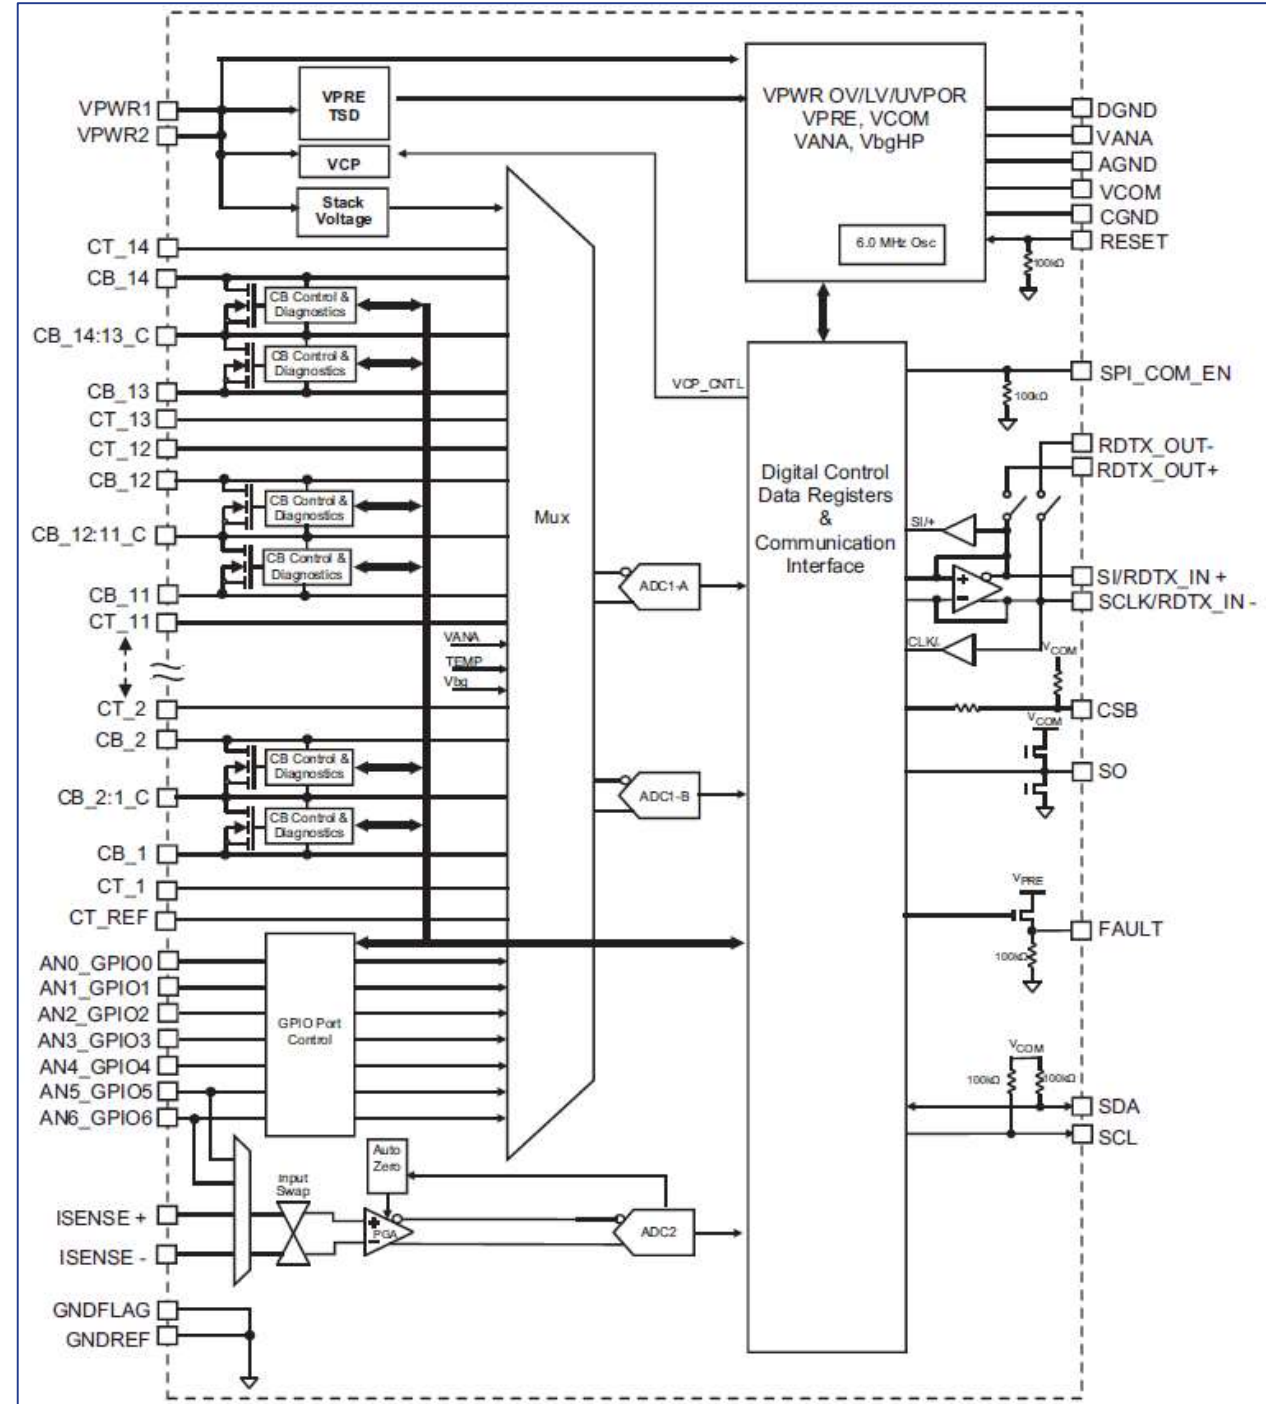 VPWR1
VPWR2
VPRE
TSD
VCP
Stack
Voltage
VPWR OV/LV/UVPOR
VPRE, VCOM
VANA, VbgHP
6.0 MHz Osc
DGND
VANA
AGND
VCOM
CGND
RESET
100kΩ
CT_14
CB_14
CB Control &
Diagnostics
CB_14:13_C
CB Control &
Diagnostics
CB_13
CT_13
CT_12
CB_12
CB Control &
Diagnostics
CB_12:11_C
CB Control &
Diagnostics
CB_11
CT_11
VANA
TEMP
Vbg
CT_2
CB_2
CB Control &
Diagnostics
CB_2:1_C
CB Control &
Diagnostics
CB_1
CT_1
CT_REF
Mux
ADC1-A
ADC1-B
VCP_CNTL
Digital Control
Data Registers
&
Communication
Interface
SPI_COM_EN
100kΩ
RDTX_OUT-
RDTX_OUT+
SI/+
SI/RDTX_IN +
SCLK/RDTX_IN -
+
-
CLK/-
VCOM
CSB
VCOM
SO
VPRE
FAULT
100kΩ
VCOM
100kΩ
100kΩ
SDA
SCL
AN0_GPIO0
AN1_GPIO1
AN2_GPIO2
AN3_GPIO3
AN4_GPIO4
AN5_GPIO5
AN6_GPIO6
GPIO Port
Control
Auto
Zero
Input
Swap
ISENSE +
ISENSE -
+
-
PGA
ADC2
GNDFLAG
GNDREF